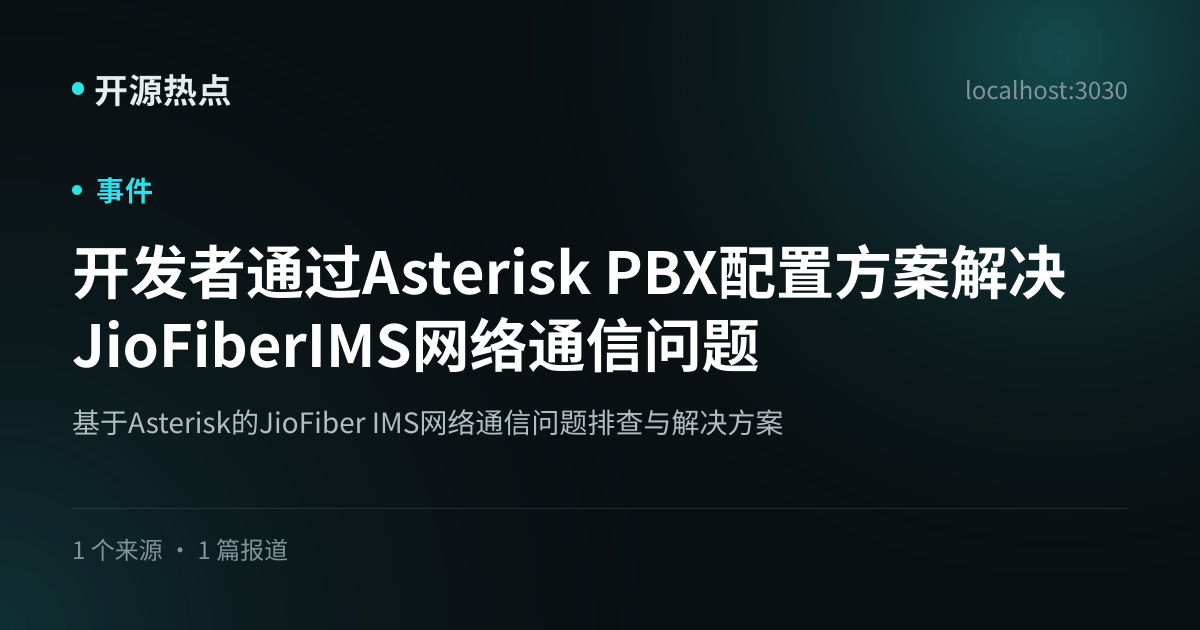 开源热点
localhost:3030
事件
开发者通过Asterisk PBX配置方案解决
JioFiberIMS网络通信问题
基于Asterisk的JioFiber IMS网络通信问题排查与解决方案
1 个来源 • 1 篇报道